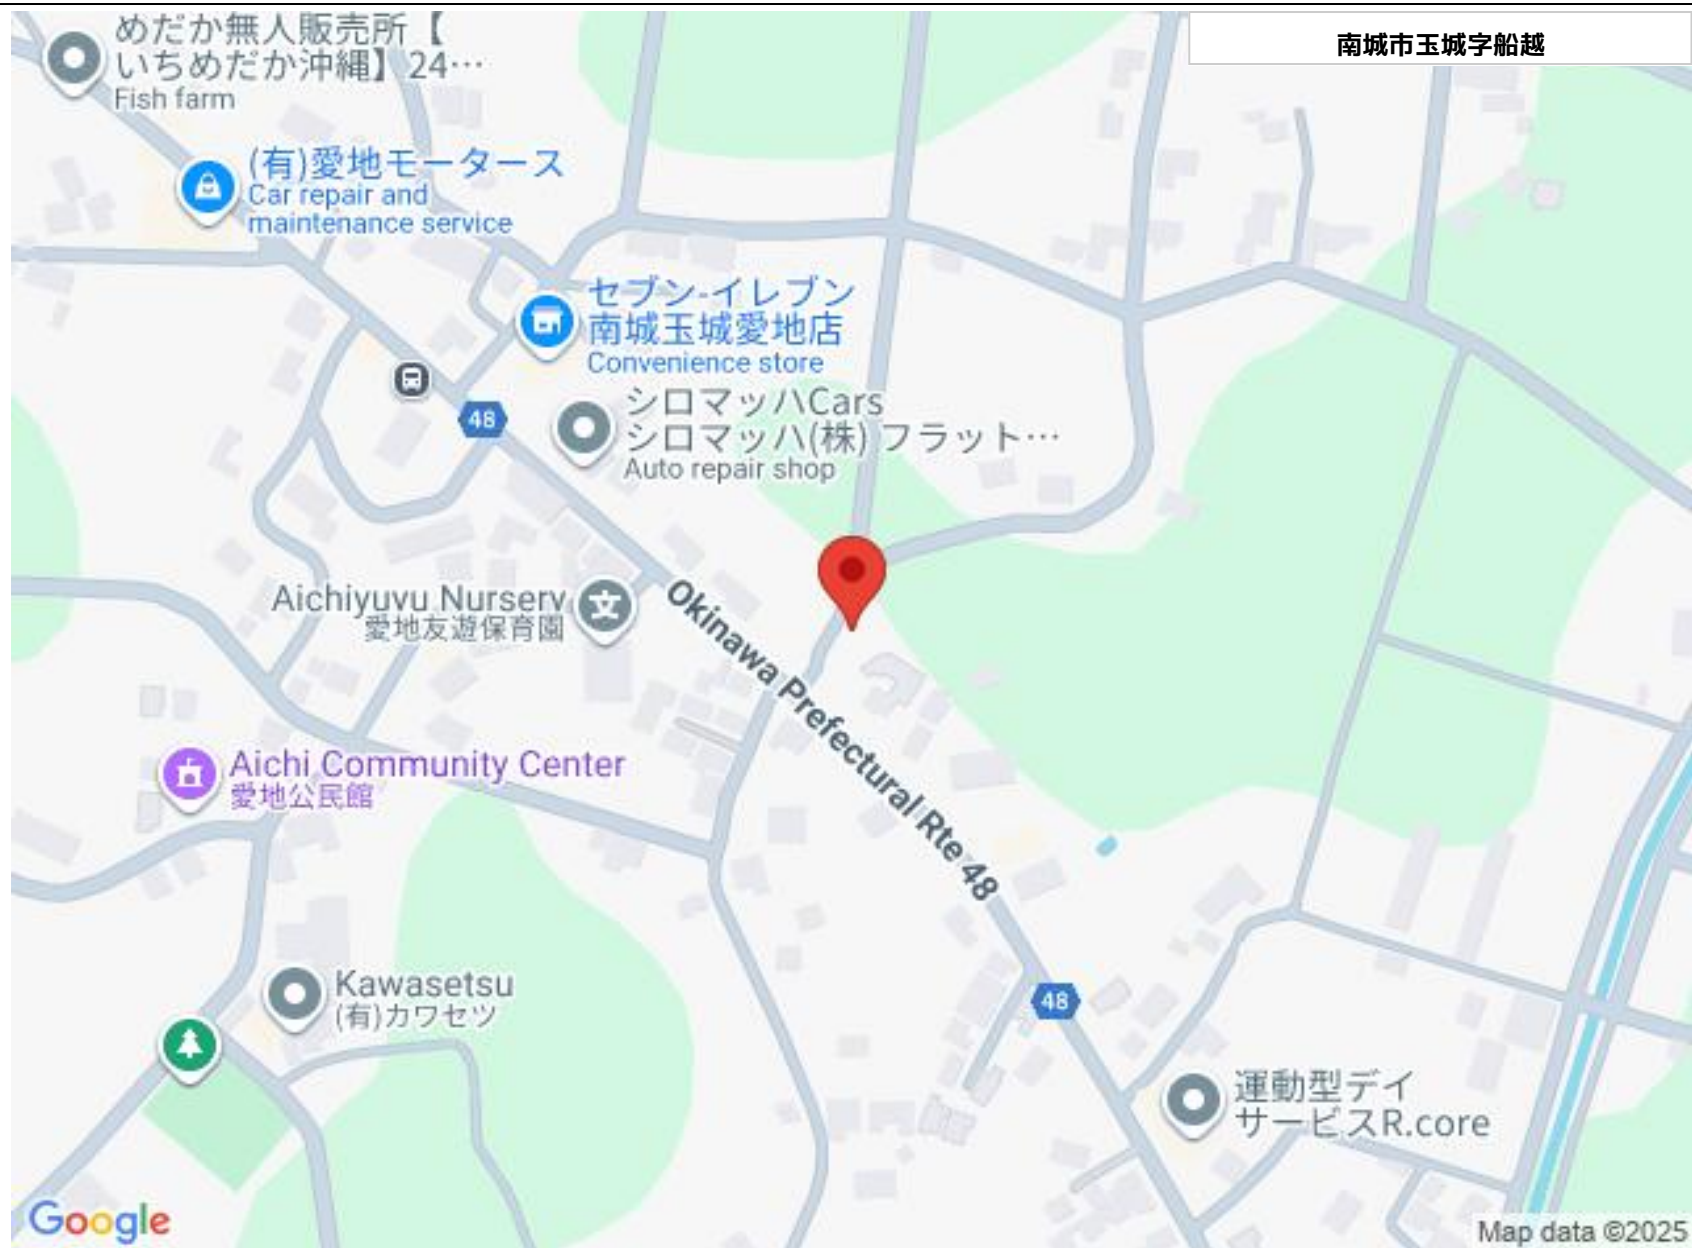 めだか無人販売所【
いちめだか沖縄】24…
Fish farm
南城市玉城字船越
(有)愛地モータース
Car repair and
maintenance service
セブン-イレブン
南城玉城愛地店
Convenience store
48
シロマッハCars
シロマッハ(株) フラット…
Auto repair shop
Aichiyuvu Nursery
愛地友遊保育園
Okinawa Prefectural Rte 48
Aichi Community Center
愛地公民館
Kawasetsu
(有)カワセツ
48
運動型デイ
サービスR.core
Google
Map data ©2025